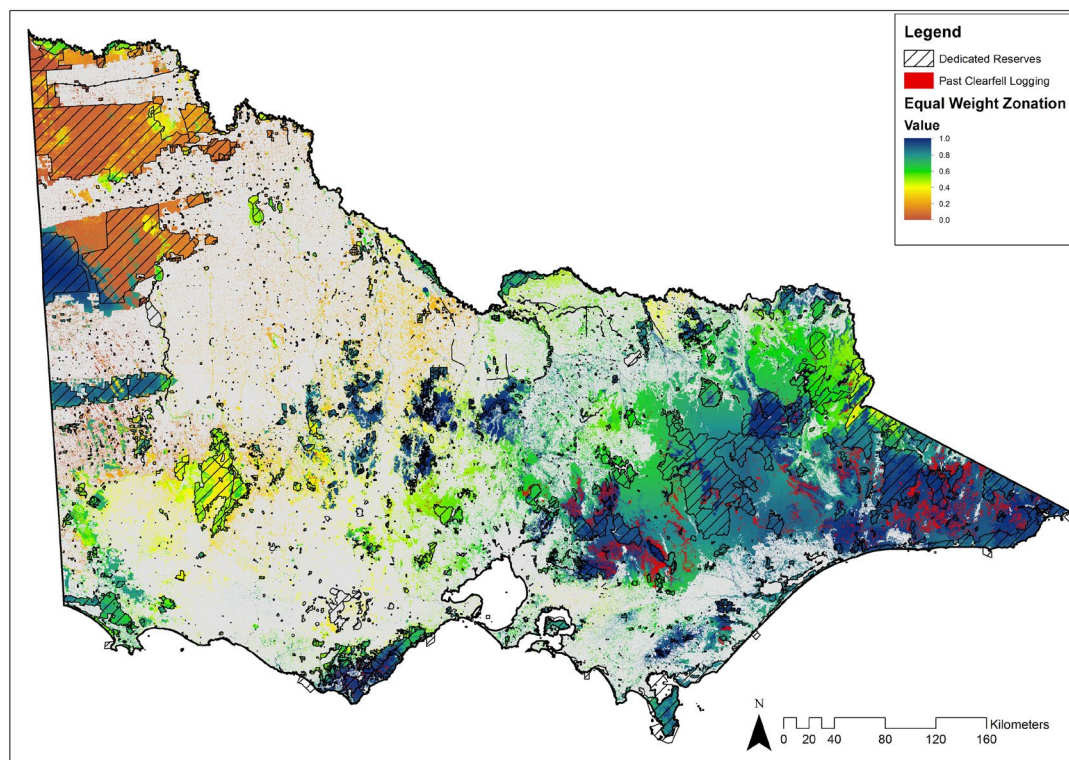 Legend
Dedicated Reserves
Past Clearfell Logging
Equal Weight Zonation
Value
1.0
0.8
0.6
0.4
0.2
0.0
N
Kilometers
0 20 40 80 120 160